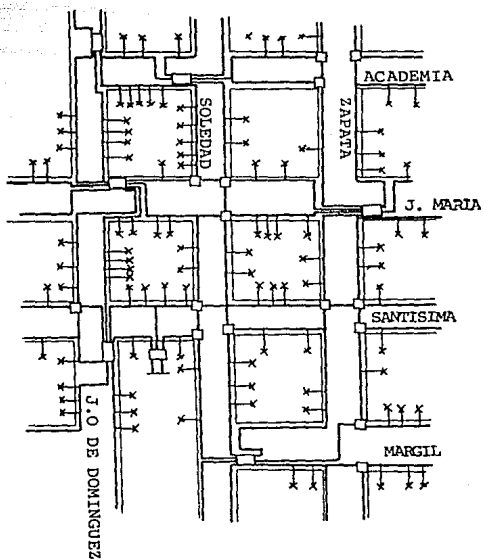 ACADEMIA
SOLEDAD
ZAPATA
J. MARIA
SANTISIMA
MARGIL
J.O DE DOMINGUEZ